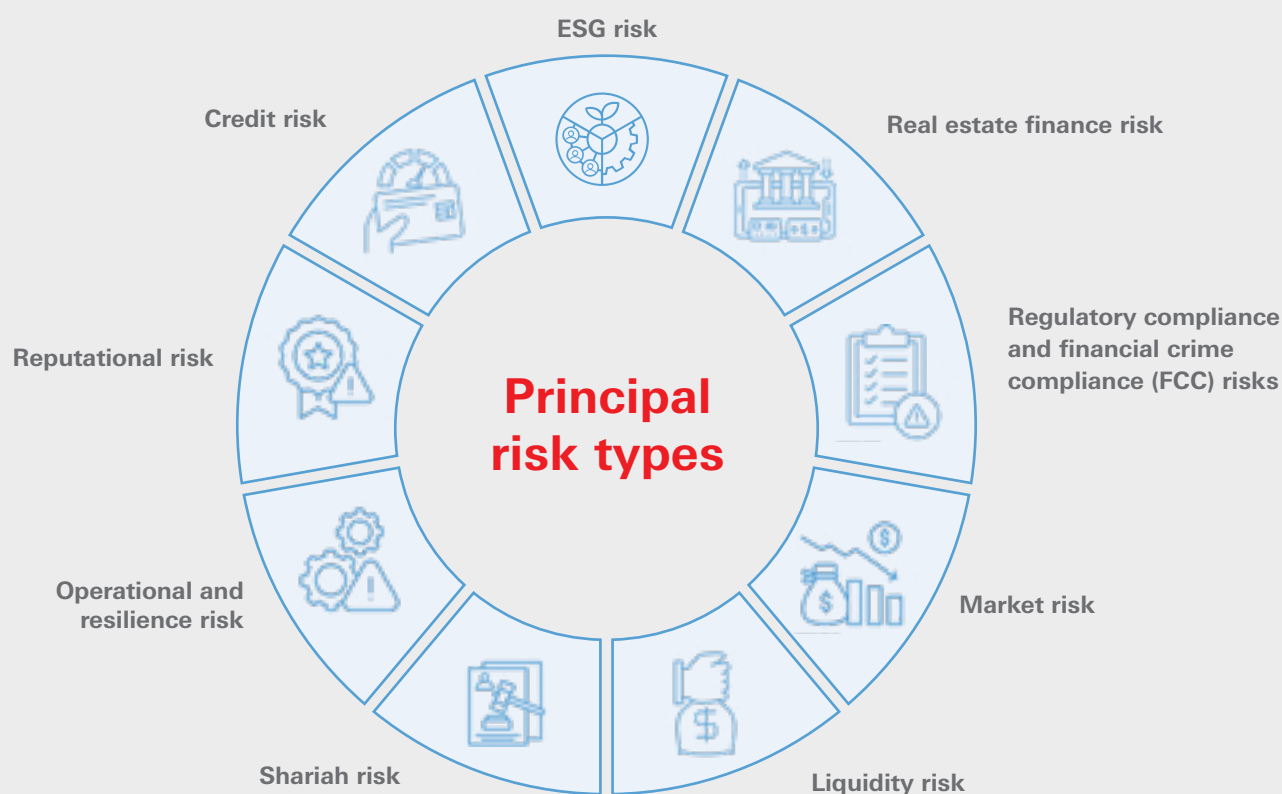 ESG risk
Credit risk
Real estate finance risk
Regulatory compliance
and financial crime
compliance (FCC) risks
Reputational risk
Principal
risk types
Operational and
resilience risk
Market risk
Shariah risk
Liquidity risk